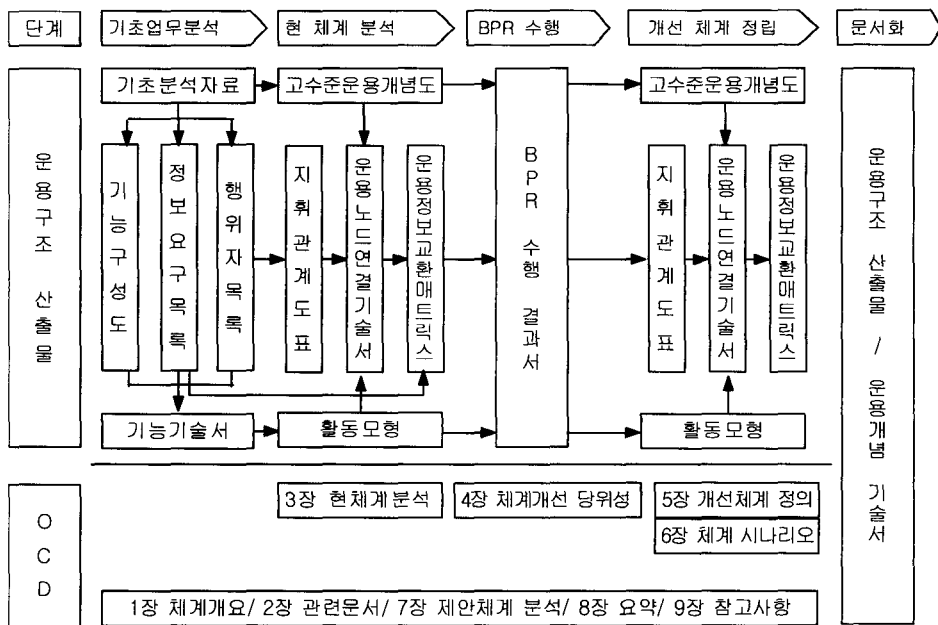 단계
기초업무분석
현 체계 분석
BPR 수행
개선 체계 정립
문서화
운용구조 산출물
기초분석자료
고수준운용개념도
고수준운용개념도
기능구성도
정보요구목록
행위자목록
지휘관계도표
운용노드연결기술서
운용정보교환매트릭스
BPR 수행 결과서
지휘관계도표
운용노드연결기술서
운용정보교환매트릭스
운용구조 산출물 / 운용개념 기술서
기능기술서
활동모형
활동모형
OCD
3장 현체계분석
4장 체계개선 당위성
5장 개선체계 정의
6장 체계 시나리오
1장 체계개요/ 2장 관련문서/ 7장 제안체계 분석/ 8장 요약/ 9장 참고사항